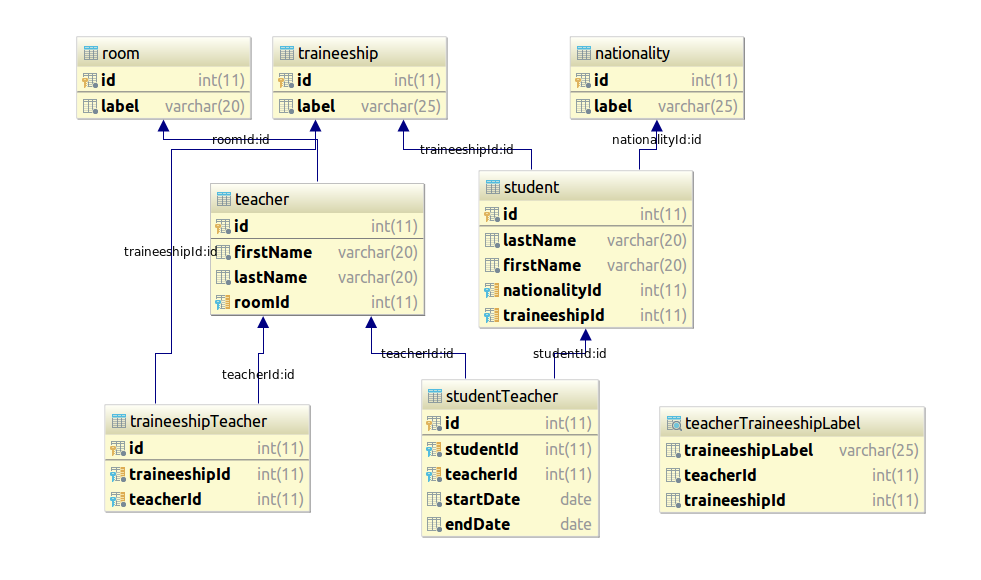 room
id int(11)
label varchar(20)
traineeship
id int(11)
label varchar(25)
nationality
id int(11)
label varchar(25)
roomId:id
traineeshipId:id
nationalityId:id
teacher
id int(11)
firstName varchar(20)
lastName varchar(20)
roomId int(11)
student
id int(11)
lastName varchar(20)
firstName varchar(20)
nationalityId int(11)
traineeshipId int(11)
traineeshipId:id
teacherId:id
teacherId:id
studentId:id
traineeshipTeacher
id int(11)
traineeshipId int(11)
teacherId int(11)
studentTeacher
id int(11)
studentId int(11)
teacherId int(11)
startDate date
endDate date
teacherTraineeshipLabel
traineeshipLabel varchar(25)
teacherId int(11)
traineeshipId int(11)